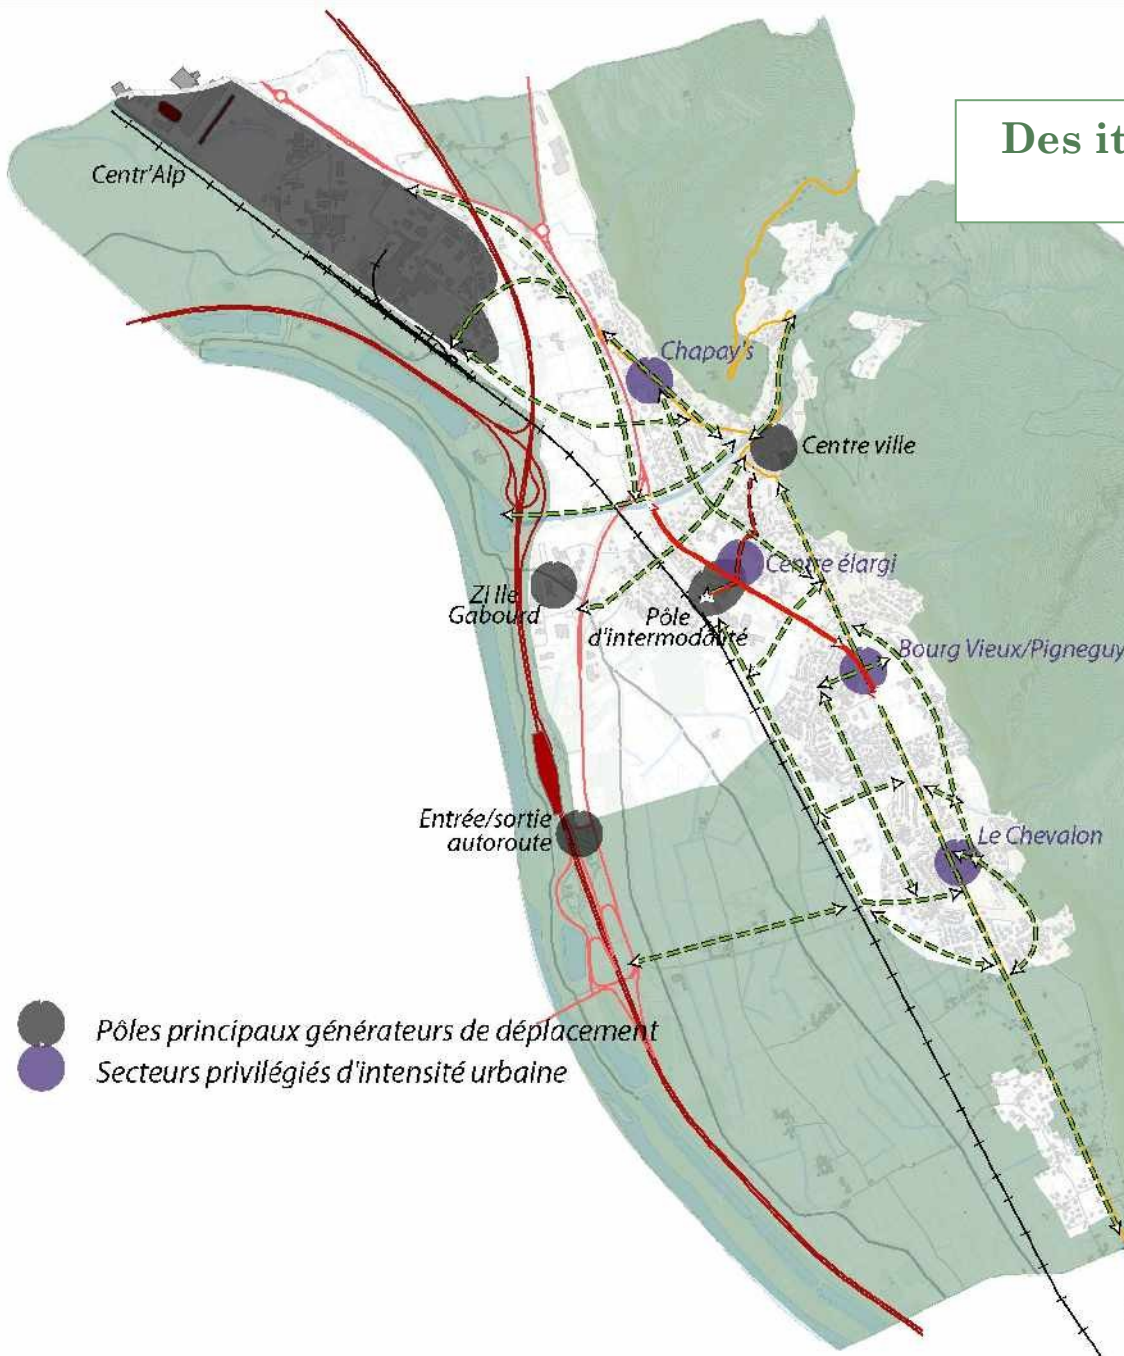 Des it
Centr'Alp
Chapay's
Centre ville
Centre élargi
ZI Ile
Gabourd
Pôle
d'intermodalité
Bourg Vieux/Pigneguy
Entrée/sortie
autoroute
Le Chevalon
Pôles principaux générateurs de déplacement
Secteurs privilégiés d'intensité urbaine